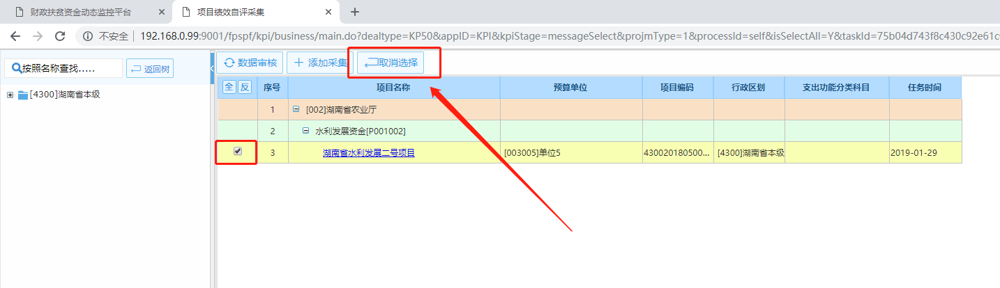 财政扶贫资金动态监控平台
项目绩效自评采集
不安全 192.168.0.99:9001/fpspf/kpi/business/main.do?dealtype=KP50&appID=KPI&kpiStage=messageSelect&projmType=1&processId=self&isSelectAll=Y&taskId=75b04d743f8c430c92e61c
按照名称查找..... 返回树
数据审核 添加采集 取消选择
[4300]湖南省本级
全 反 序号 项目名称 预算单位 项目编码 行政区划 支出功能分类科目 任务时间
1 [002]湖南省农业厅
2 水利发展资金[P001002]
3 湖南省水利发展二号项目 [003005]单位5 430020180500... [4300]湖南省本级 2019-01-29